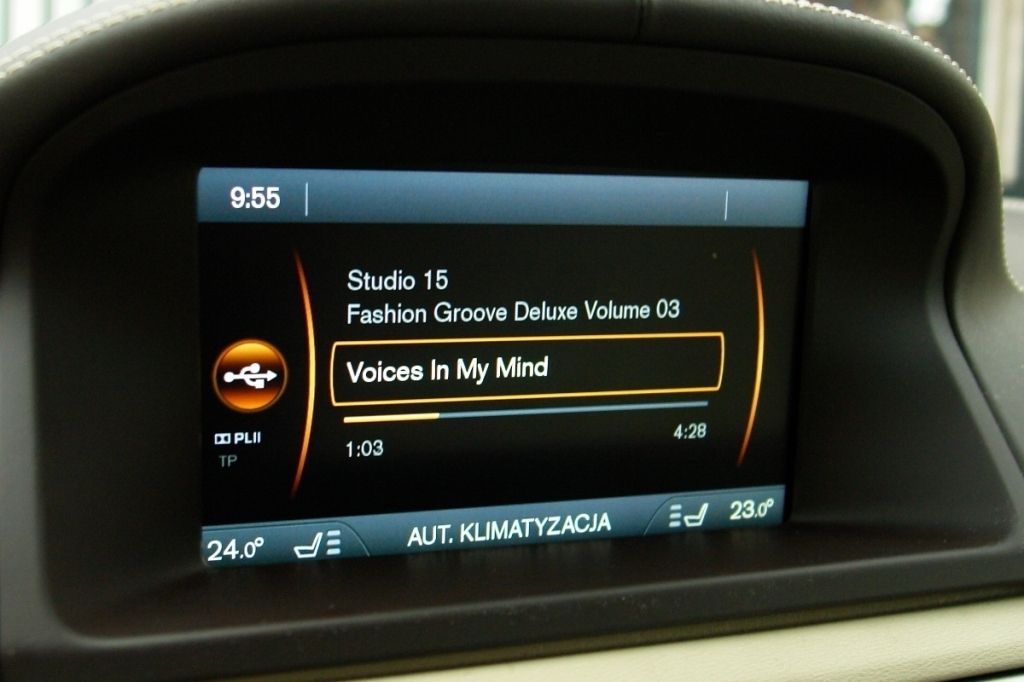 9:55
Studio 15
Fashion Groove Deluxe Volume 03
Voices In My Mind
1:03
4:28
PLII
TP
24.0°
AUT. KLIMATYZACJA
23.0°